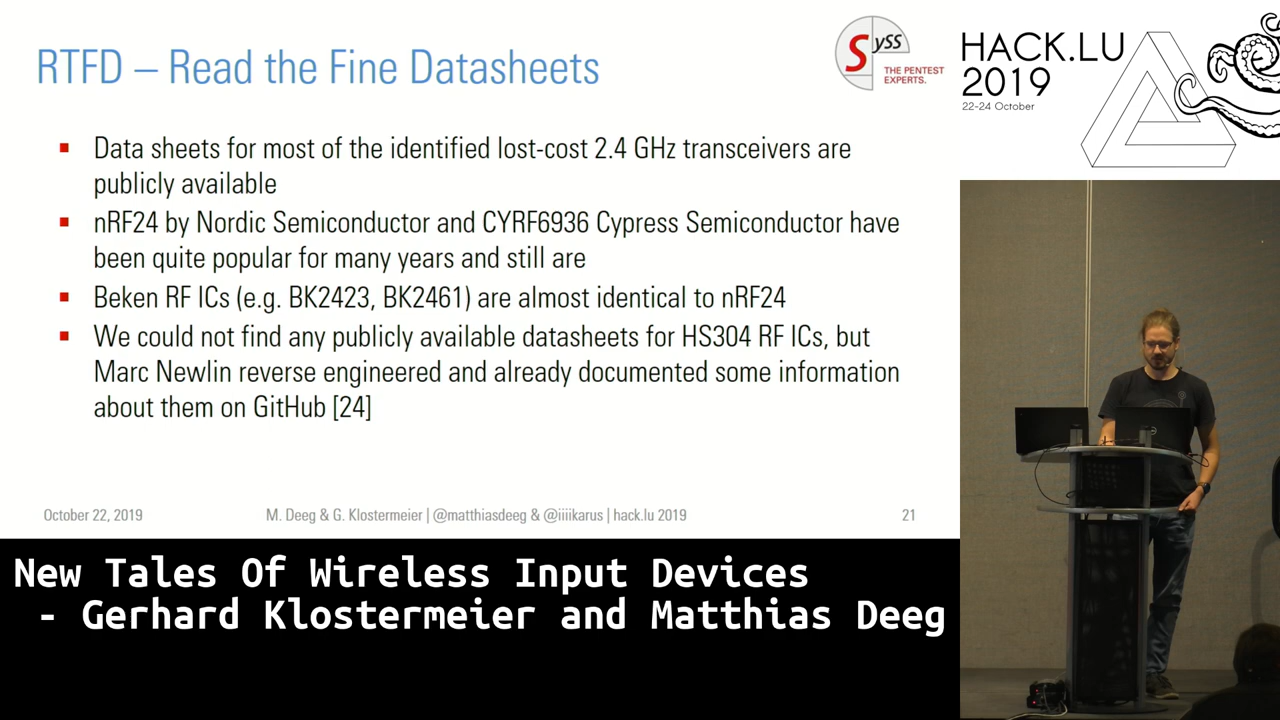 RTFD – Read the Fine Datasheets
SySS
THE PENTEST
EXPERTS.
HACK.LU
2019
22-24 October
▪ Data sheets for most of the identified lost-cost 2.4 GHz transceivers are
publicly available
▪ nRF24 by Nordic Semiconductor and CYRF6936 Cypress Semiconductor have
been quite popular for many years and still are
▪ Beken RF ICs (e.g. BK2423, BK2461) are almost identical to nRF24
▪ We could not find any publicly available datasheets for HS304 RF ICs, but
Marc Newlin reverse engineered and already documented some information
about them on GitHub [24]
October 22, 2019
M. Deeg & G. Klostermeier | @matthiasdeeg & @iiiikarus | hack.lu 2019
21
New Tales Of Wireless Input Devices
- Gerhard Klostermeier and Matthias Deeg